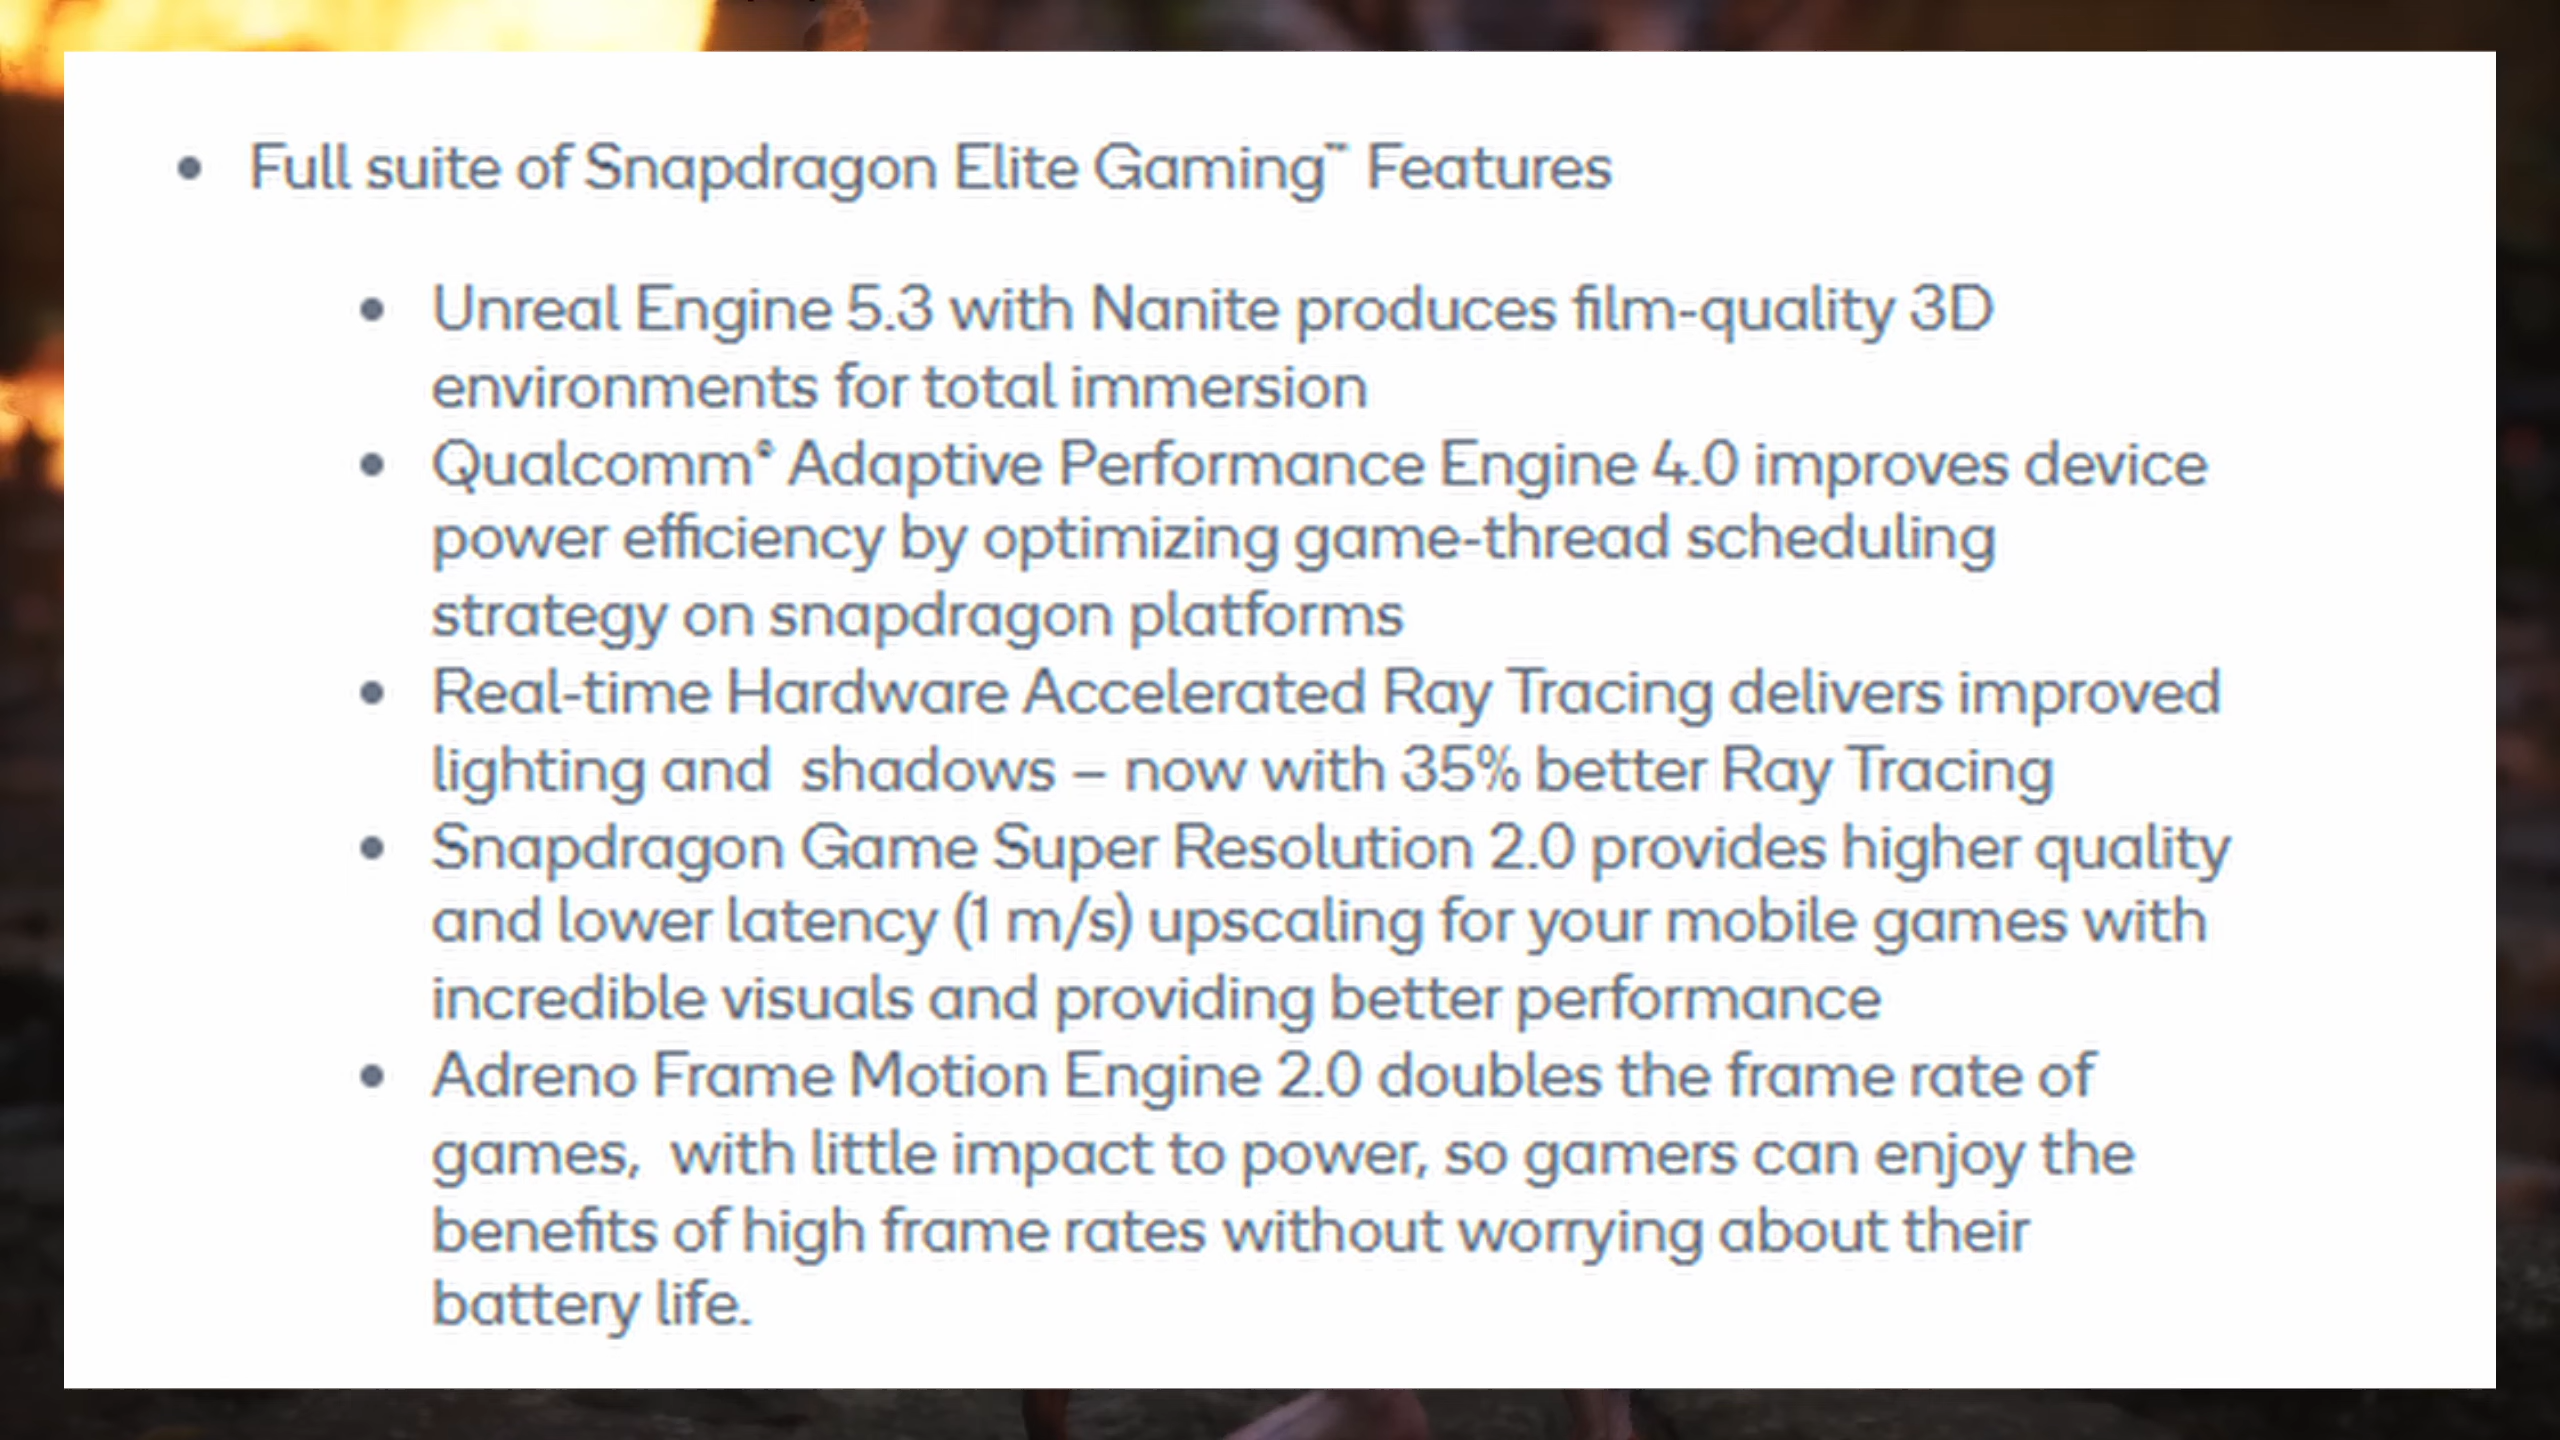 • Full suite of Snapdragon Elite Gaming™ Features
• Unreal Engine 5.3 with Nanite produces film-quality 3D
environments for total immersion
• Qualcomm® Adaptive Performance Engine 4.0 improves device
power efficiency by optimizing game-thread scheduling
strategy on snapdragon platforms
• Real-time Hardware Accelerated Ray Tracing delivers improved
lighting and  shadows – now with 35% better Ray Tracing
• Snapdragon Game Super Resolution 2.0 provides higher quality
and lower latency (1 m/s) upscaling for your mobile games with
incredible visuals and providing better performance
• Adreno Frame Motion Engine 2.0 doubles the frame rate of
games,  with little impact to power, so gamers can enjoy the
benefits of high frame rates without worrying about their
battery life.